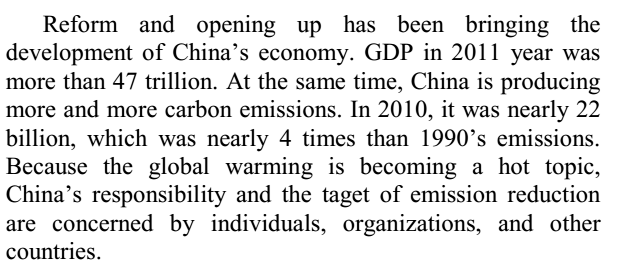 Reform and opening up has been bringing the
development of China's economy. GDP in 2011 year was
more than 47 trillion. At the same time, China is producing
more and more carbon emissions. In 2010, it was nearly 22
billion, which was nearly 4 times than 1990's emissions.
Because the global warming is becoming a hot topic,
China's responsibility and the taget of emission reduction
are concerned by individuals, organizations, and other
countries.